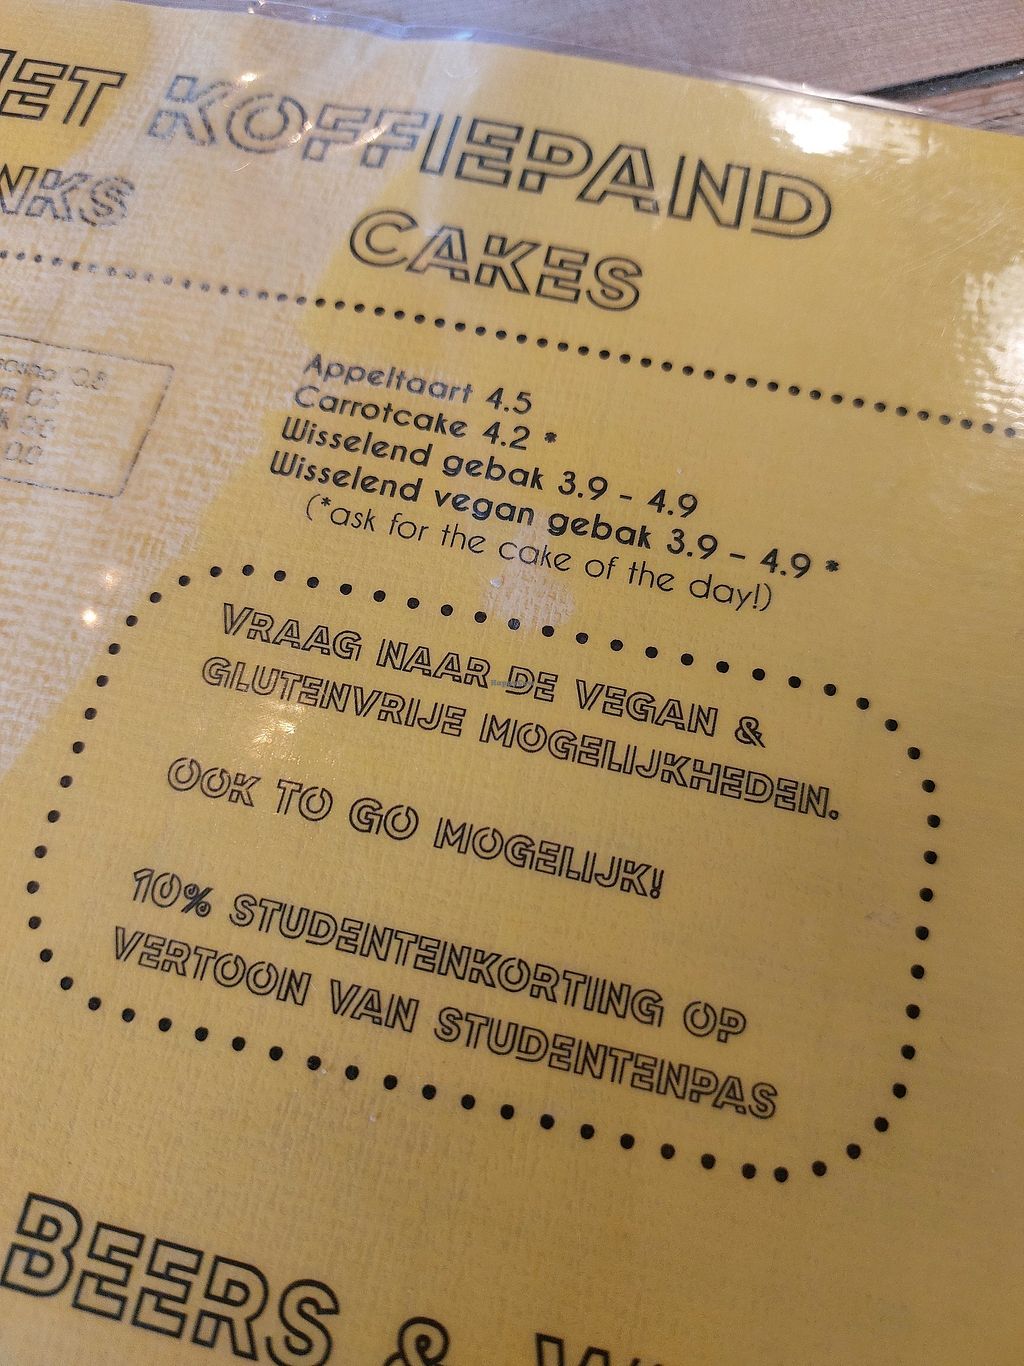 HET KOFFIEPAND
CAKES
Appeltaart 4.5
Carrotcake 4.2 *
Wisselend gebak 3.9 - 4.9
Wisselend vegan gebak 3.9 - 4.9 *
(*ask for the cake of the day!)
VRAAG NAAR DE VEGAN &
GLUTENVRIJE MOGELIJKHEDEN.
OOK TO GO MOGELIJK!
10% STUDENTENKORTING OP
VERTOON VAN STUDENTENPAS
BEERS &